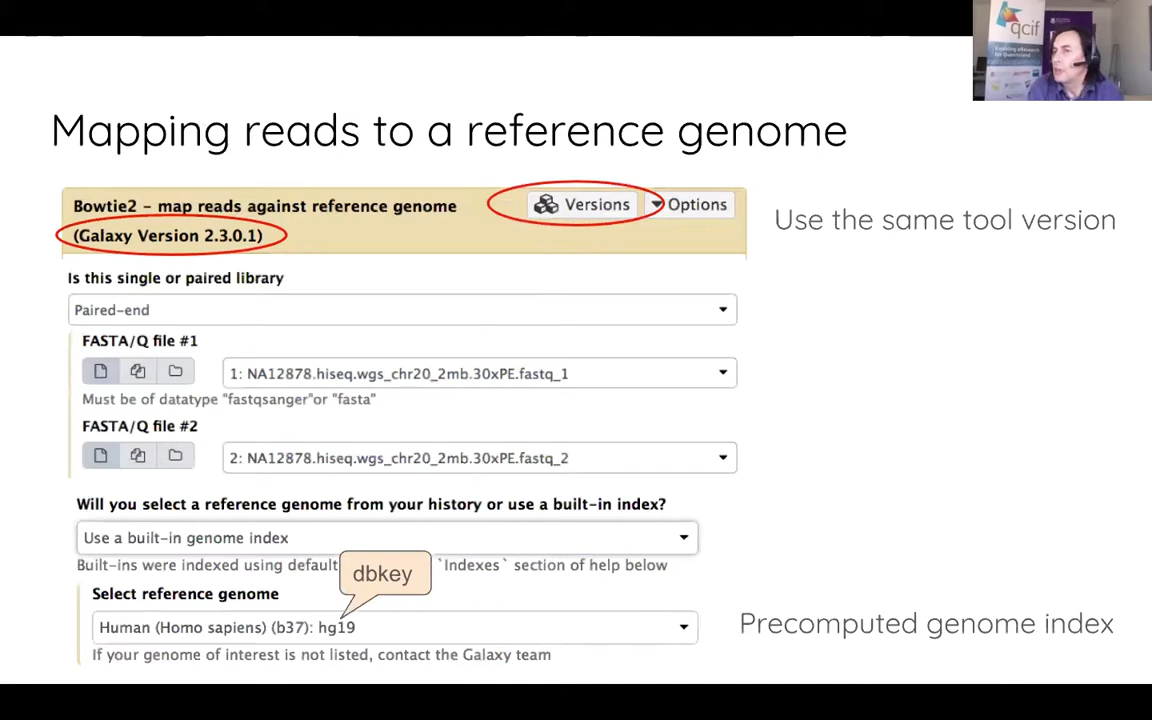 qcif
Enabling eResearch
for Queensland
Mapping reads to a reference genome
Bowtie2 – map reads against reference genome
(Galaxy Version 2.3.0.1)
Versions
Options
Use the same tool version
Is this single or paired library
Paired-end
FASTA/Q file #1
1: NA12878.hiseq.wgs_chr20_2mb.30xPE.fastq_1
Must be of datatype "fastqsanger"or "fasta"
FASTA/Q file #2
2: NA12878.hiseq.wgs_chr20_2mb.30xPE.fastq_2
Will you select a reference genome from your history or use a built-in index?
Use a built-in genome index
Built-ins were indexed using default `Indexes` section of help below
dbkey
Select reference genome
Human (Homo sapiens) (b37): hg19
Precomputed genome index
If your genome of interest is not listed, contact the Galaxy team